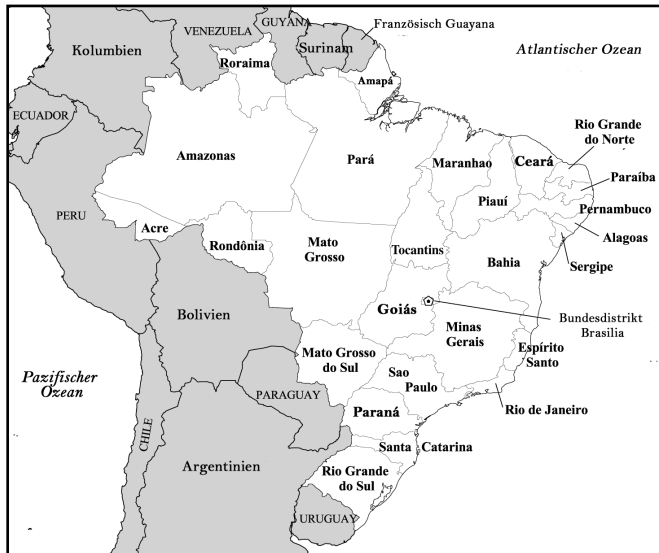 Französisch Guayana
GUYANA
VENEZUELA
Kolumbien
Surinam
Atlantischer Ozean
Roraima
Amapá
ECUADOR
Rio Grande
do Norte
Amazonas
Pará
Maranhao
Ceará
Paraíba
Piauí
Pernambuco
PERU
Acre
Rondônia
Mato
Grosso
Tocantins
Alagoas
Bahia
Sergipe
Goiás
Bolivien
Bundesdistrikt
Brasilia
Minas
Gerais
Espírito
Santo
Mato Grosso
do Sul
Sao
Paulo
Pazifischer
Ozean
PARAGUAY
Rio de Janeiro
Paraná
CHILE
Santa Catarina
Argentinien
Rio Grande
do Sul
URUGUAY